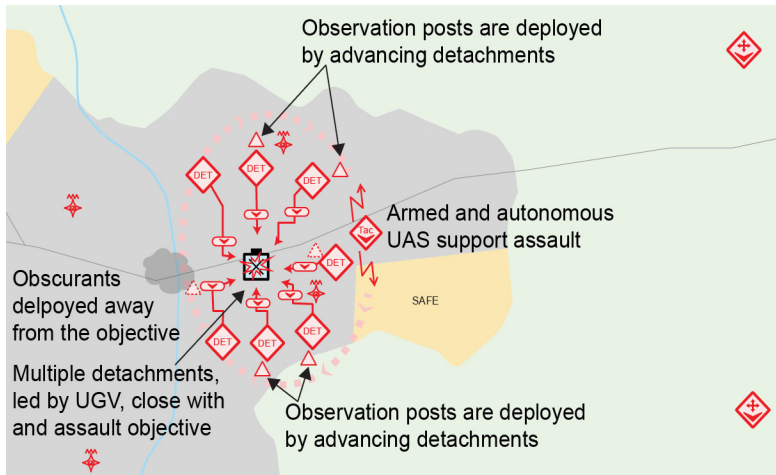 Observation posts are deployed
by advancing detachments
DET
DET
DET
Tac
Armed and autonomous
UAS support assault
DET
Obscurants
delpoyed away
from the objective
SAFE
DET
DET
DET
Multiple detachments,
led by UGV, close with
and assault objective
Observation posts are deployed
by advancing detachments